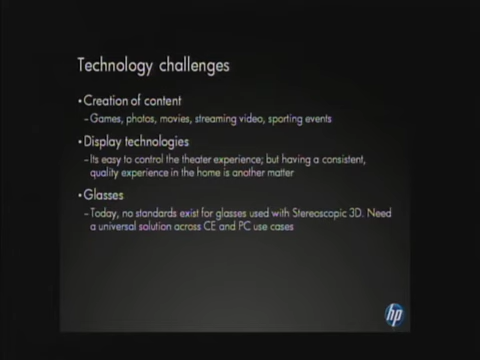 Technology challenges
•Creation of content
–Games, photos, movies, streaming video, sporting events
•Display technologies
–Its easy to control the theater experience; but having a consistent,
quality experience in the home is another matter
•Glasses
–Today, no standards exist for glasses used with Stereoscopic 3D. Need
a universal solution across CE and PC use cases
hp